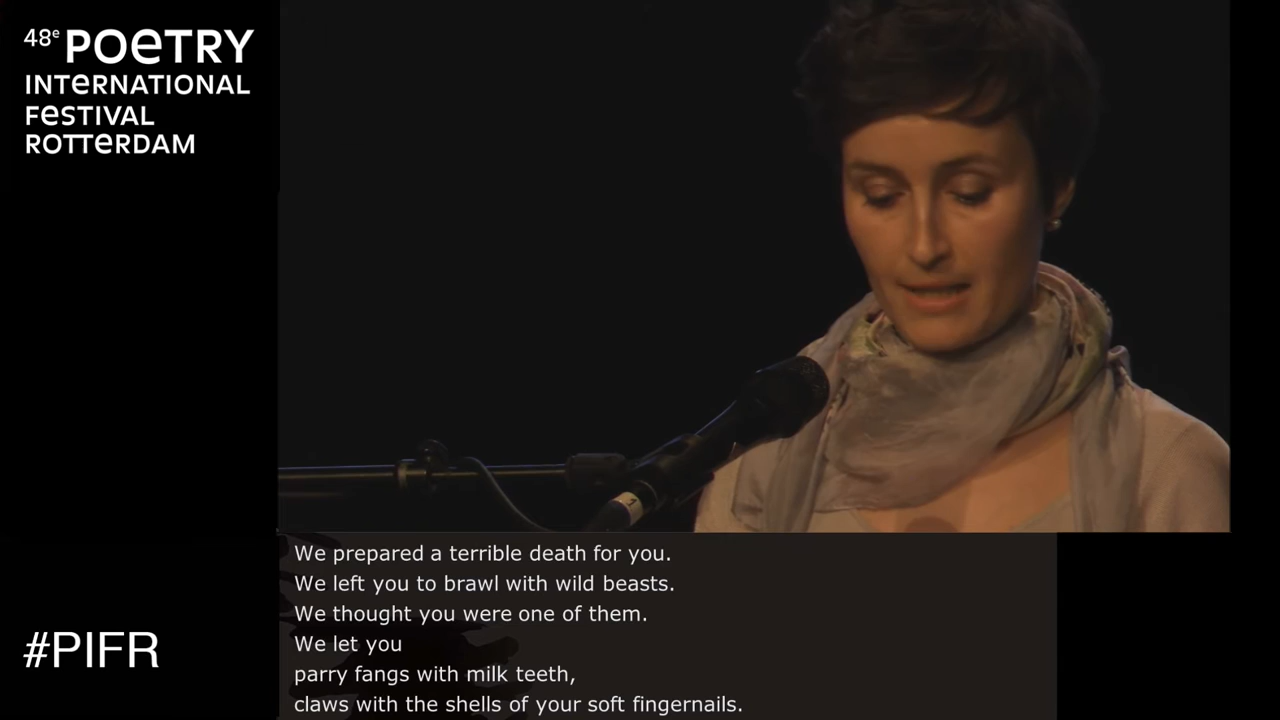 48e POeTRY
INTeRNATIONAL
FeSTIVAL
ROTTeRDAM
We prepared a terrible death for you.
We left you to brawl with wild beasts.
We thought you were one of them.
We let you
parry fangs with milk teeth,
claws with the shells of your soft fingernails.
#PIFR